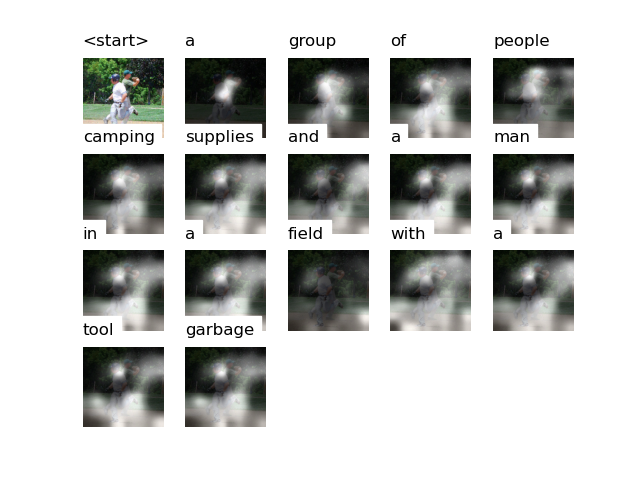 <start> a group of people
camping supplies and a man
in a field with a
tool garbage